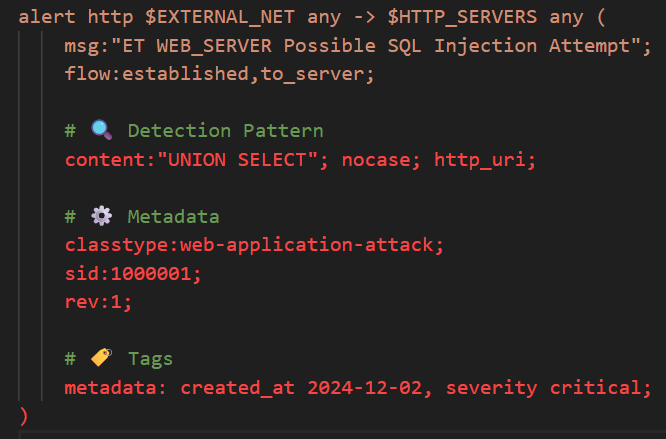 alert http $EXTERNAL_NET any -> $HTTP_SERVERS any (
msg:"ET WEB_SERVER Possible SQL Injection Attempt";
flow:established,to_server;
# 🔍 Detection Pattern
content:"UNION SELECT"; nocase; http_uri;
# ⚙️ Metadata
classtype:web-application-attack;
sid:1000001;
rev:1;
# 🏷️ Tags
metadata: created_at 2024-12-02, severity critical;
)